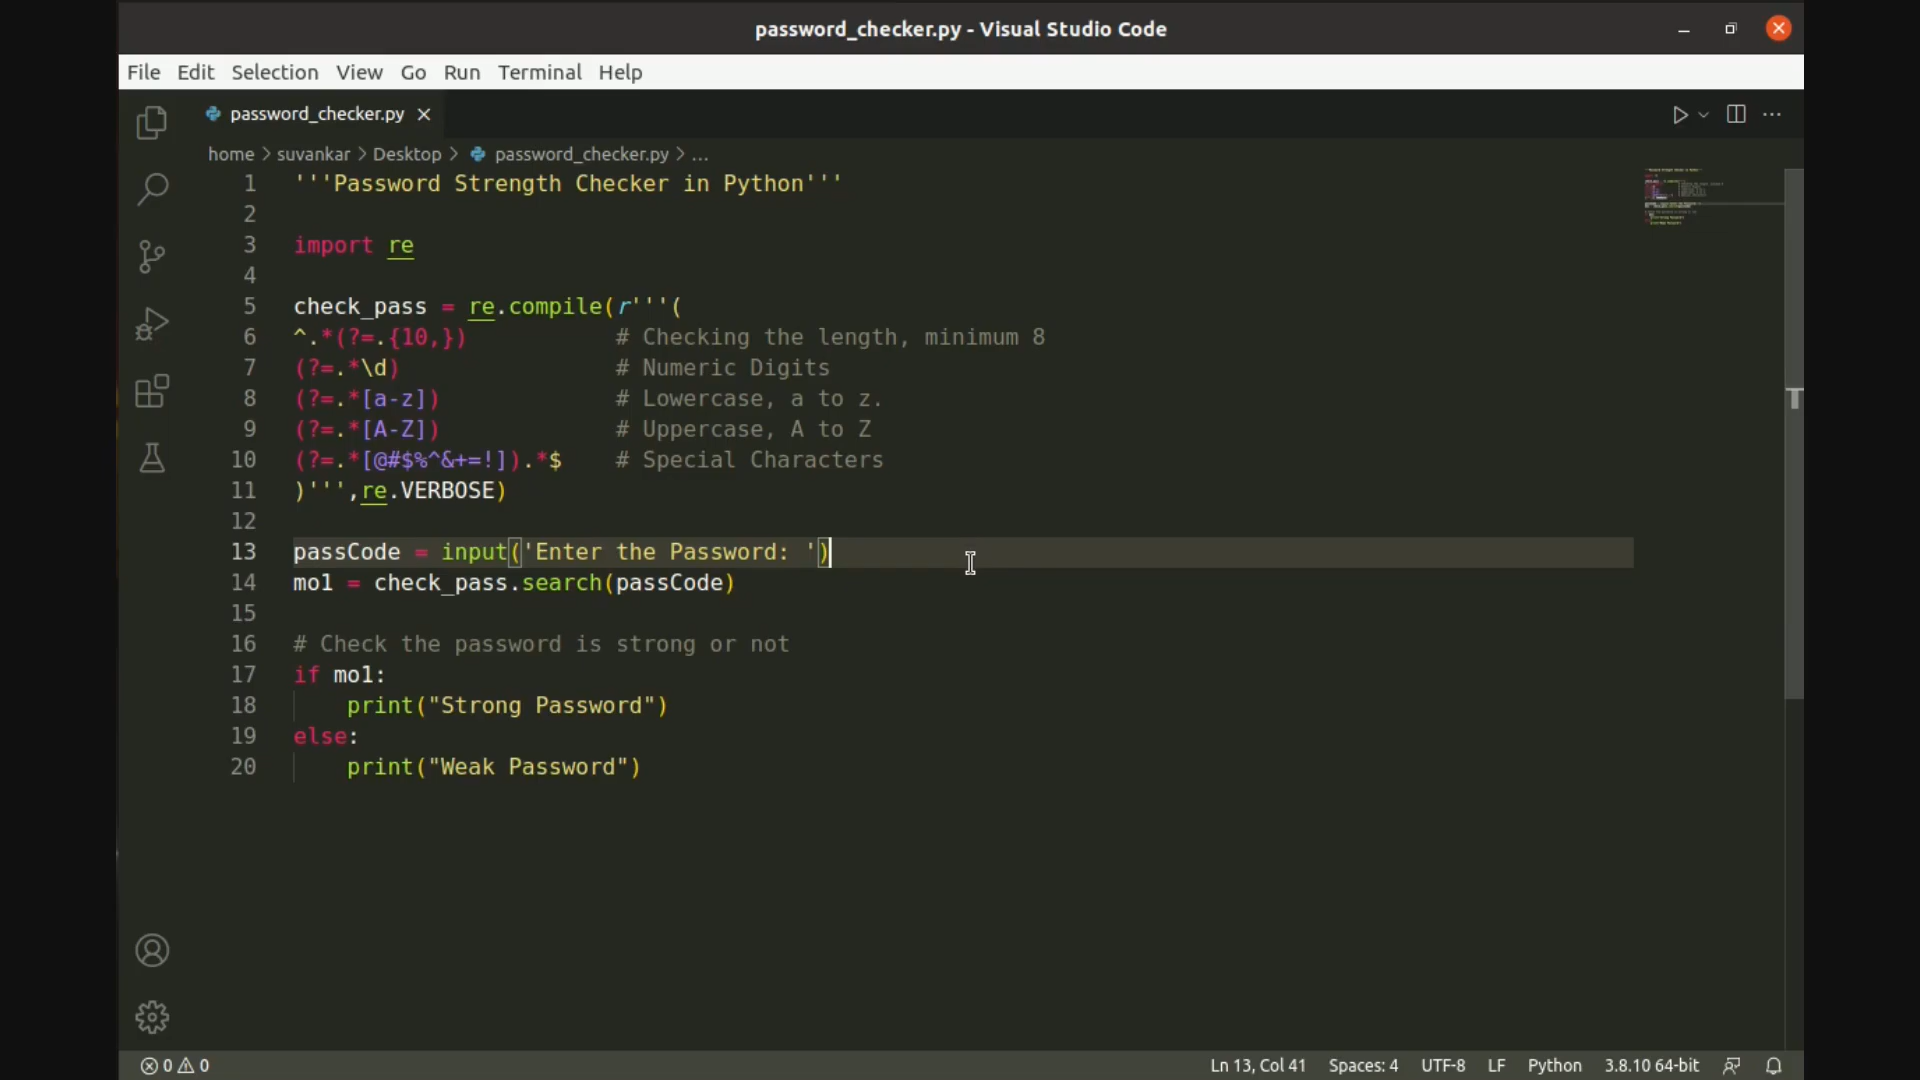 password_checker.py - Visual Studio Code
File Edit Selection View Go Run Terminal Help
password_checker.py
home > suvankar > Desktop > password_checker.py > ...
1 '''Password Strength Checker in Python'''
2
3 import re
4
5 check_pass = re.compile(r'''(
6 ^.*(?=.{10,})           # Checking the length, minimum 8
7 (?=.*\d)                # Numeric Digits
8 (?=.*[a-z])             # Lowercase, a to z.
9 (?=.*[A-Z])             # Uppercase, A to Z
10 (?=.*[@#$%^&+=!]).*$    # Special Characters
11 )''',re.VERBOSE)
12
13 passCode = input('Enter the Password: ')
14 mo1 = check_pass.search(passCode)
15
16 # Check the password is strong or not
17 if mo1:
18     print("Strong Password")
19 else:
20     print("Weak Password")
0 0 Ln 13, Col 41 Spaces: 4 UTF-8 LF Python 3.8.10 64-bit